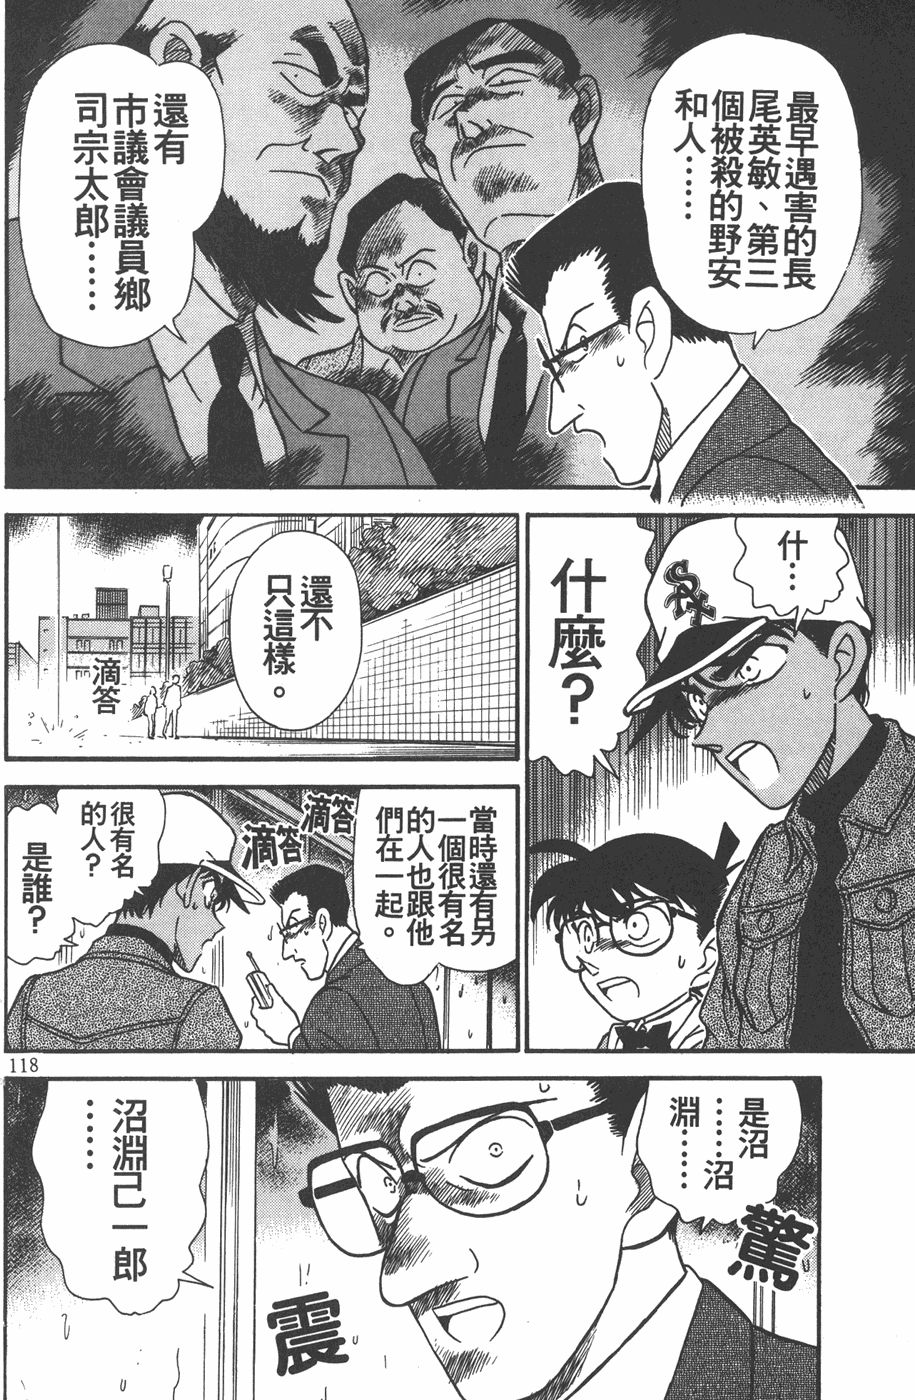 最早遇害的長
尾英敏、第三
個被殺的野安
和人……
還有
市議會議員鄉
司宗太郎……
什…
什麼？
還不
只這樣。
滴答
當時還有另
一個很有名
的人也跟他
們在一起。
滴答
滴答
很有名
的人？
是誰？
118
是沼
……沼
淵……
驚
震
沼淵己一郎
……